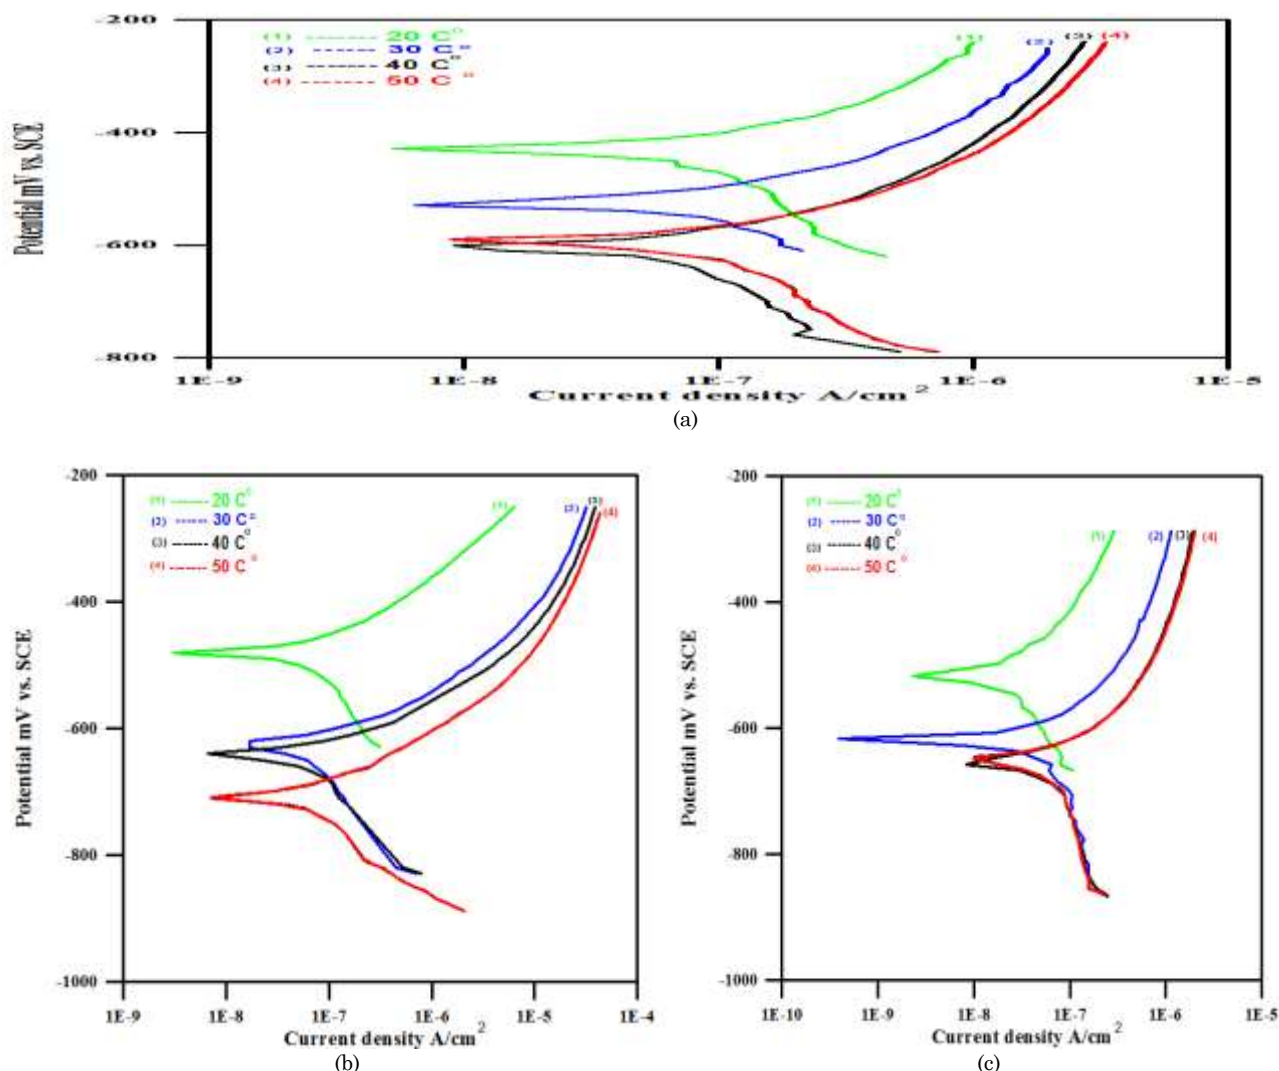 -200
(1) -------- 20 C°
(2) -------- 30 C°
(3) -------- 40 C°
(4) -------- 50 C°
(1)
(2)
(3)
(4)
-400
-600
-800
Potential mV vs. SCE
1E-9 1E-8 1E-7 1E-6 1E-5
Current density A/cm²
(a)
-200
(1) -------- 20 C°
(2) -------- 30 C°
(3) -------- 40 C°
(4) -------- 50 C°
(1)
(2)
(3)
(4)
-400
-600
-800
-1000
Potential mV vs. SCE
1E-9 1E-8 1E-7 1E-6 1E-5 1E-4
Current density A/cm²
(b)
-200
(1) -------- 20 C°
(2) -------- 30 C°
(3) -------- 40 C°
(4) -------- 50 C°
(1)
(2)
(3)
(4)
-400
-600
-800
-1000
Potential mV vs. SCE
1E-10 1E-9 1E-8 1E-7 1E-6 1E-5
Current density A/cm²
(c)